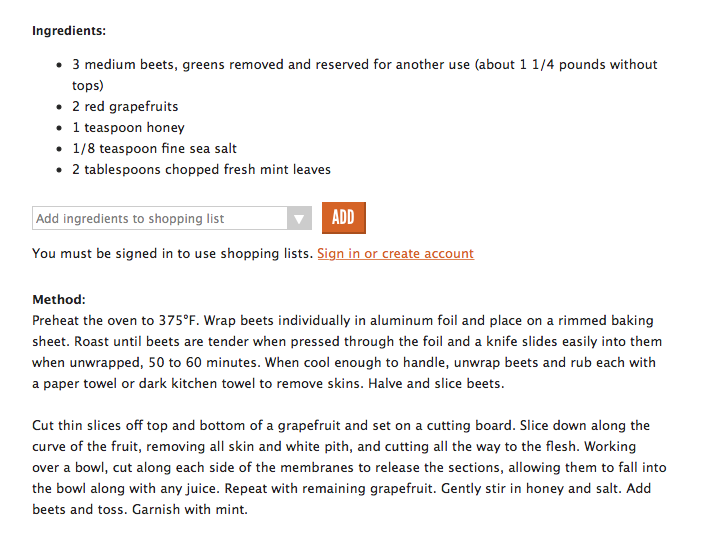 Ingredients:
• 3 medium beets, greens removed and reserved for another use (about 1 1/4 pounds without
tops)
• 2 red grapefruits
• 1 teaspoon honey
• 1/8 teaspoon fine sea salt
• 2 tablespoons chopped fresh mint leaves
Add ingredients to shopping list ADD
You must be signed in to use shopping lists. Sign in or create account
Method:
Preheat the oven to 375°F. Wrap beets individually in aluminum foil and place on a rimmed baking
sheet. Roast until beets are tender when pressed through the foil and a knife slides easily into them
when unwrapped, 50 to 60 minutes. When cool enough to handle, unwrap beets and rub each with
a paper towel or dark kitchen towel to remove skins. Halve and slice beets.
Cut thin slices off top and bottom of a grapefruit and set on a cutting board. Slice down along the
curve of the fruit, removing all skin and white pith, and cutting all the way to the flesh. Working
over a bowl, cut along each side of the membranes to release the sections, allowing them to fall into
the bowl along with any juice. Repeat with remaining grapefruit. Gently stir in honey and salt. Add
beets and toss. Garnish with mint.